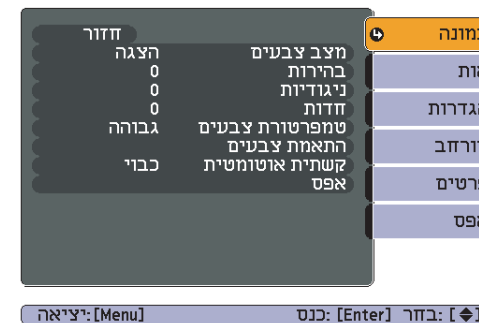 חזור
מצב צבעים הצגה
בהירות 0
ניגודיות 0
חדות 0
טמפרטורת צבעים גבוהה
התאמת צבעים
קשתית אוטומטית כבוי
אפס
תמונה
אות
הגדרות
מורחב
פרטים
אפס
[⬍] :בחר [Enter] :כנס [Menu]:יציאה